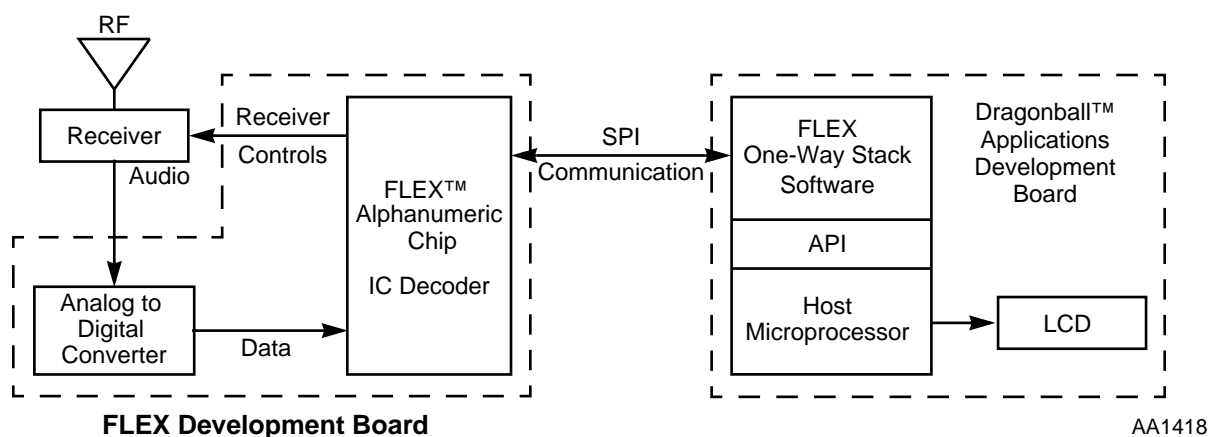 RF
Receiver
Audio
Receiver
Controls
Analog to
Digital
Converter
Data
FLEX™
Alphanumeric
Chip
IC Decoder
SPI
Communication
FLEX
One-Way Stack
Software
API
Host
Microprocessor
LCD
Dragonball™
Applications
Development
Board
FLEX Development Board
AA1418